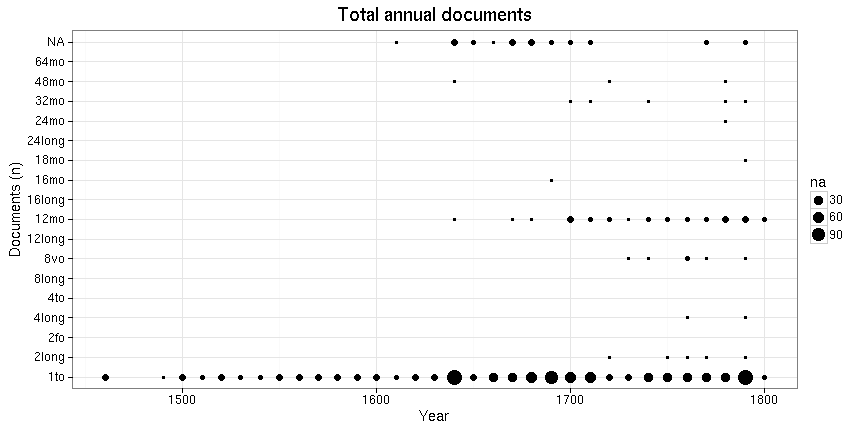 Total annual documents
NA
64mo
48mo
32mo
24mo
24long
18mo
16mo
16long
12mo
12long
8vo
8long
4to
4long
2fo
2long
1to
Documents (n)
1500 1600 1700 1800
Year
na
30
60
90